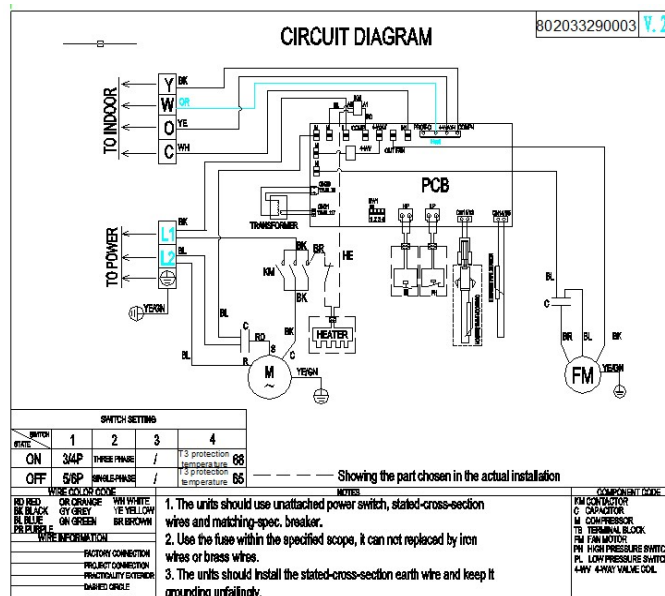 802033290003 V.2
CIRCUIT DIAGRAM
TO INDOOR
Y BK
W OR
O YE
C WH
TO POWER
L1 BK
L2 BL
YE/GN
PCB
TRANSFORMER
KM
BK
BK
BR
HE
HEATER
BL
C
RD
S
R
C
BL
BK
M
~
YE/GN
BL
C
BR BL BK
FM
YE/GN
SWITCH SETTING
SWITCH
STATE
1 2 3 4
ON 3/4P THREE PHASE / T3 protection temperature 68
OFF 5/6P SINGLE-PHASE / T3 protection temperature 65
Showing the part chosen in the actual installation
WIRE COLOR CODE
RD RED OR ORANGE WH WHITE
BK BLACK GY GREY YE YELLOW
BL BLUE GN GREEN BR BROWN
PR PURPLE
WIRE INFORMATION
FACTORY CONNECTION
PROJECT CONNECTION
PRACTICALITY EXTERIOR
DASHED CIRCLE
NOTES
1. The units should use unattached power switch, stated-cross-section
wires and matching-spec. breaker.
2. Use the fuse within the specified scope, it can not replaced by iron
wires or brass wires.
3. The units should install the stated-cross-section earth wire and keep it
grounding unfailingly.
COMPONENT CODE
KM CONTACTOR
C CAPACITOR
M COMPRESSOR
TB TERMINAL BLOCK
FM FAN MOTOR
PH HIGH PRESSURE SWITC
PL LOW PRESSURE SWITC
4-WV 4-WAY VALVE COIL